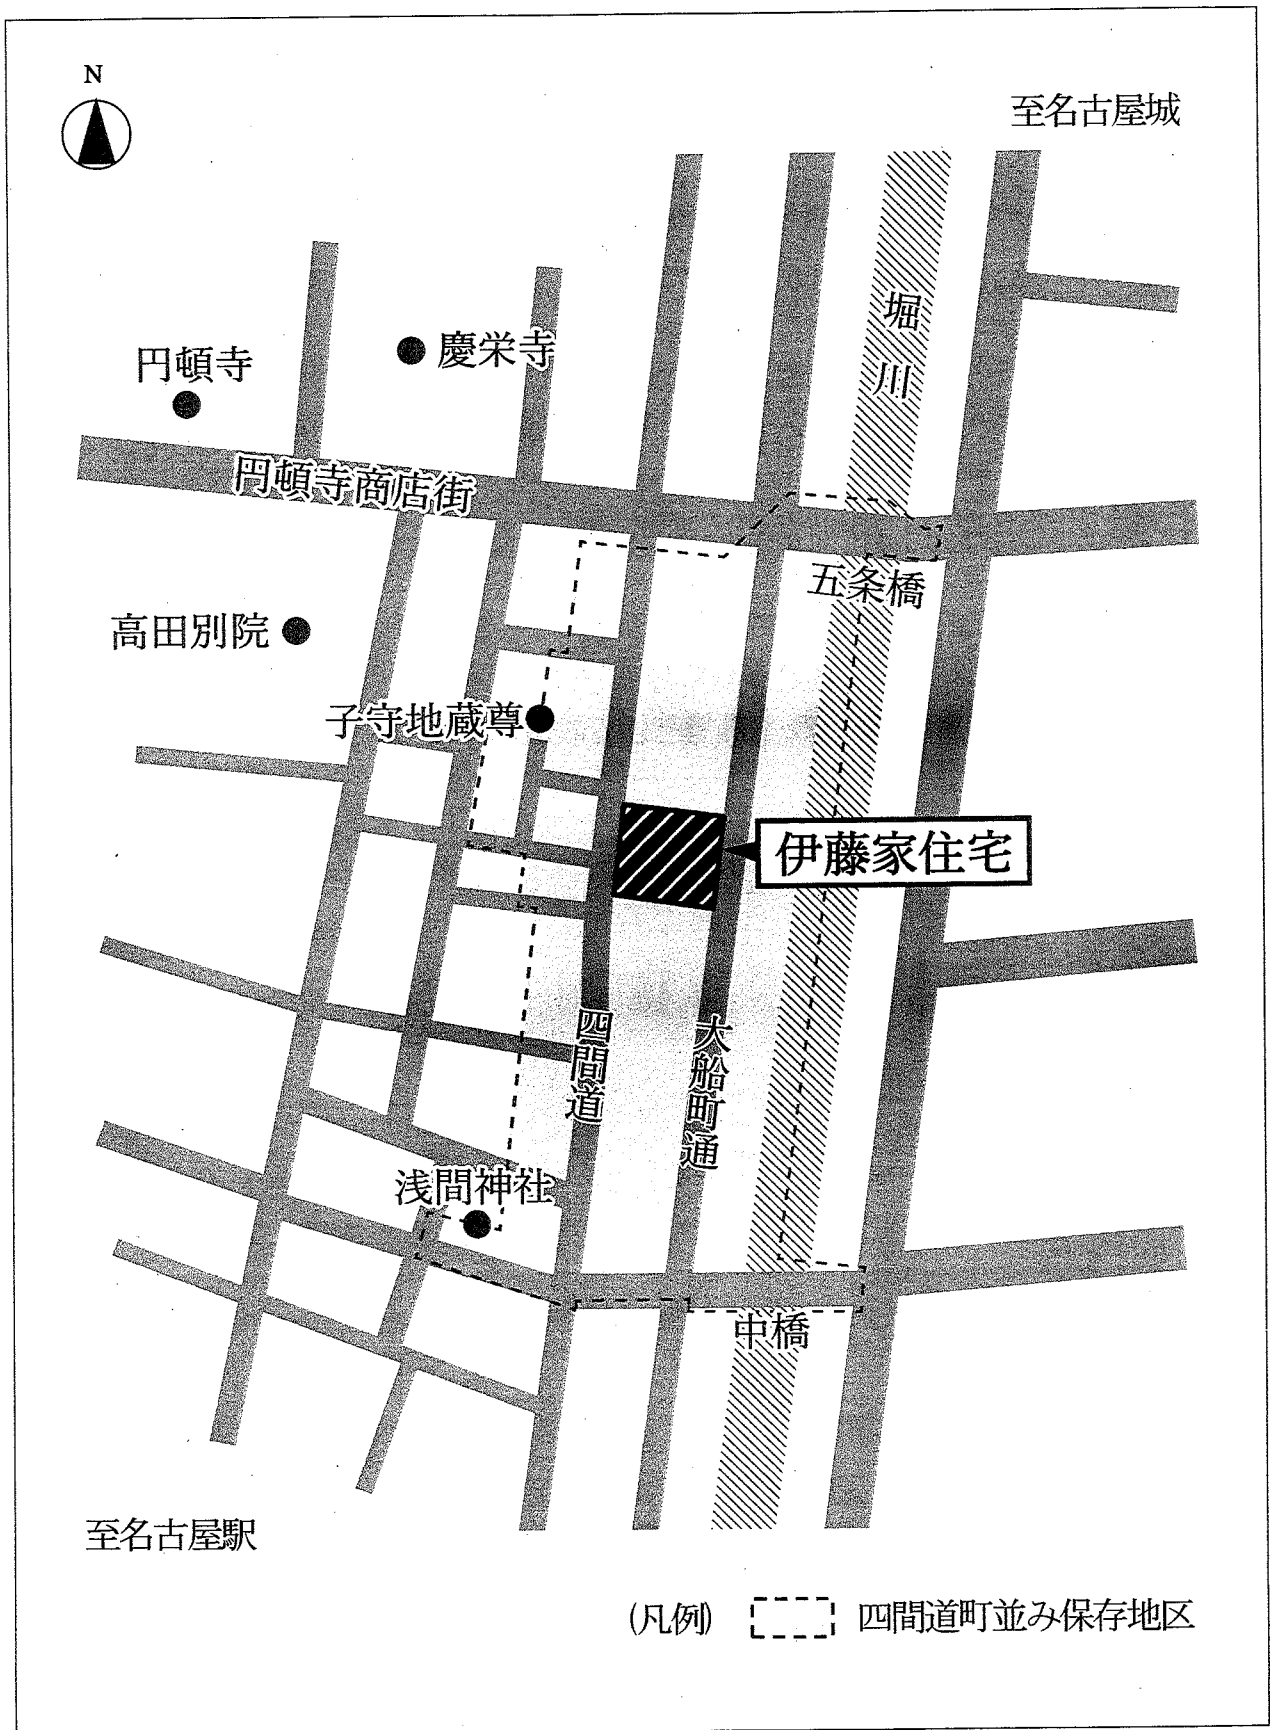 N
至名古屋城
堀川
円頓寺
慶栄寺
円頓寺商店街
五条橋
高田別院
子守地蔵尊
伊藤家住宅
四間道
大船町通
浅間神社
中橋
至名古屋駅
(凡例) 四間道町並み保存地区